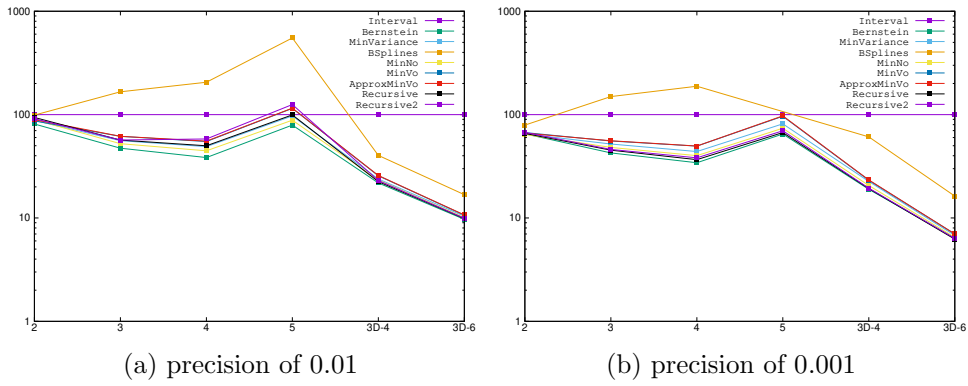 1000
100
10
1
2
3
4
5
3D-4
3D-6
Interval
Bernstein
MinVariance
BSplines
MinNo
MinVo
ApproxMinVo
Recursive
Recursive2
(a) precision of 0.01
1000
100
10
1
2
3
4
5
3D-4
3D-6
Interval
Bernstein
MinVariance
BSplines
MinNo
MinVo
ApproxMinVo
Recursive
Recursive2
(b) precision of 0.001